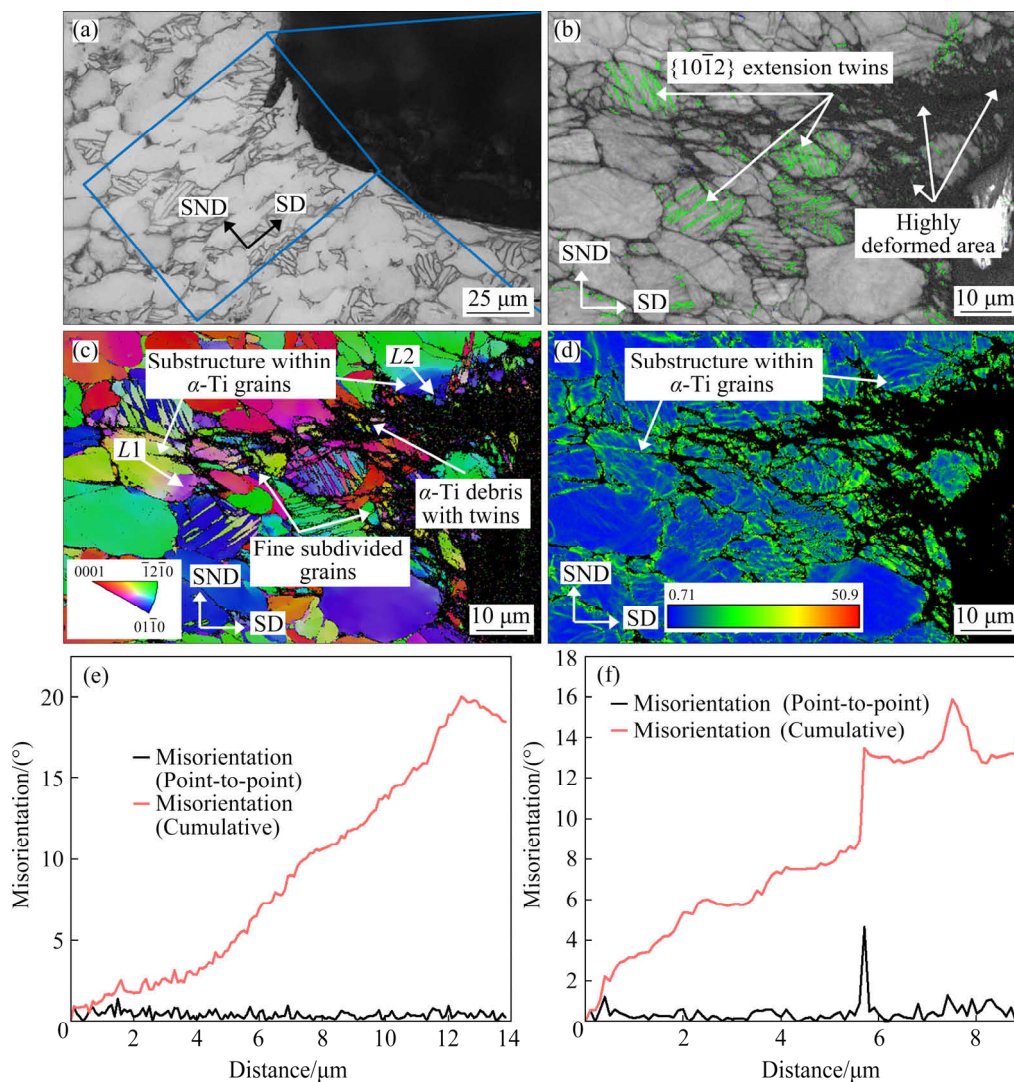 (a)
SND
SD
25 μm
(b)
{101̄2} extension twins
Highly
deformed area
SND
SD
10 μm
(c)
Substructure within
α-Ti grains
L2
L1
α-Ti debris
with twins
Fine subdivided
grains
0001
1̄21̄0
011̄0
SND
SD
10 μm
(d)
Substructure within
α-Ti grains
SND
SD
0.71
50.9
10 μm
(e)
20
15
10
5
0
2
4
6
8
10
12
14
Misorientation/(°)
Misorientation
(Point-to-point)
Misorientation
(Cumulative)
Distance/μm
(f)
18
16
14
12
10
8
6
4
2
0
2
4
6
8
Misorientation/(°)
Misorientation (Point-to-point)
Misorientation (Cumulative)
Distance/μm